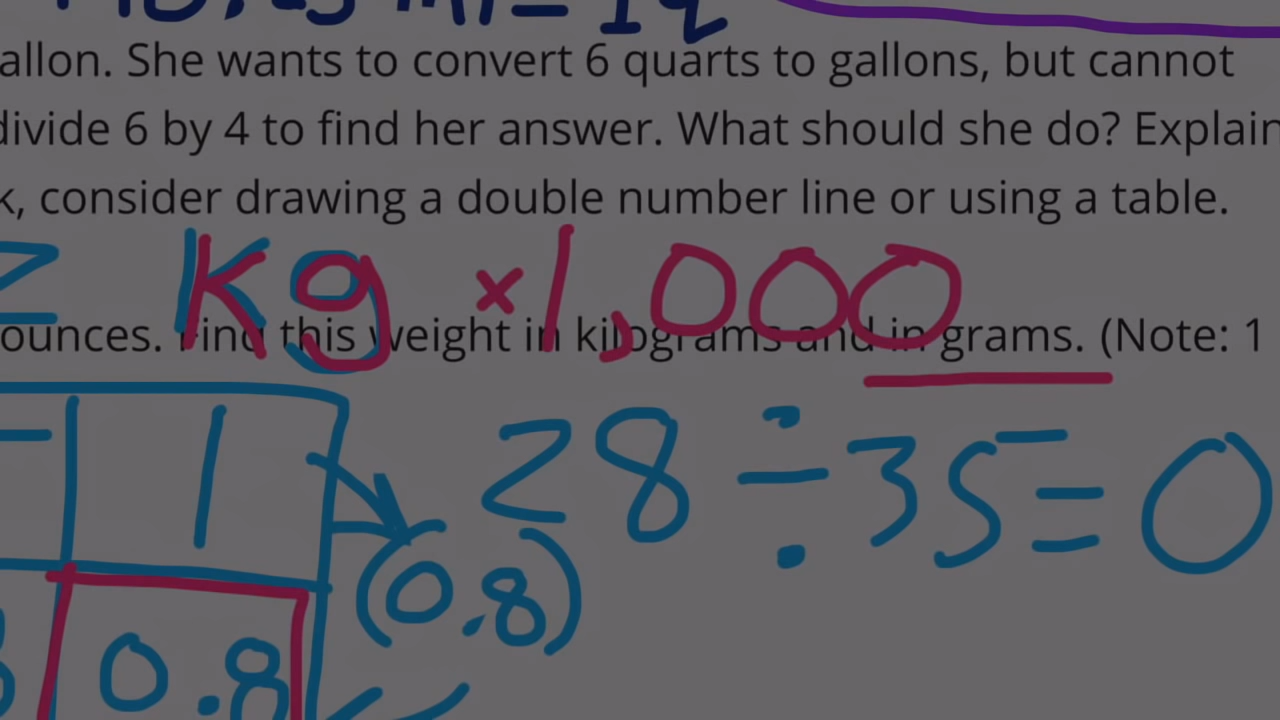 allon. She wants to convert 6 quarts to gallons, but cannot
divide 6 by 4 to find her answer. What should she do? Explain
k, consider drawing a double number line or using a table.
z Kg ×1,000
ounces. Find this weight in kilograms and in grams. (Note: 1
1 28 ÷ 35 = 0
(0.8)
0.8